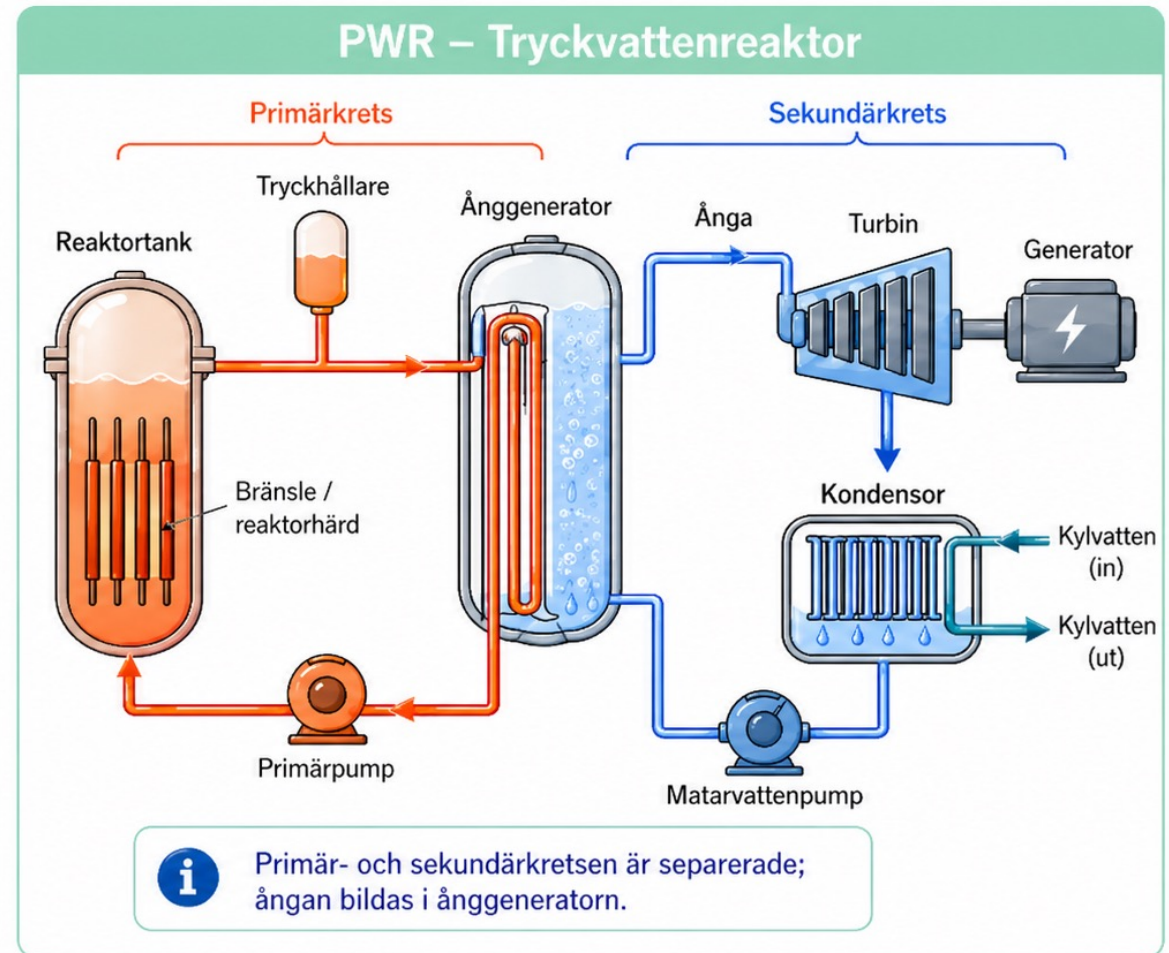 PWR – Tryckvattenreaktor
Primärkrets
Sekundärkrets
Tryckhållare
Ånggenerator
Ånga
Turbin
Generator
Reaktortank
Bränsle /
reaktorhärd
Kondensor
Kylvatten
(in)
Kylvatten
(ut)
Primärpump
Matarvattenpump
Primär- och sekundärkretsen är separerade;
ångan bildas i ånggeneratorn.